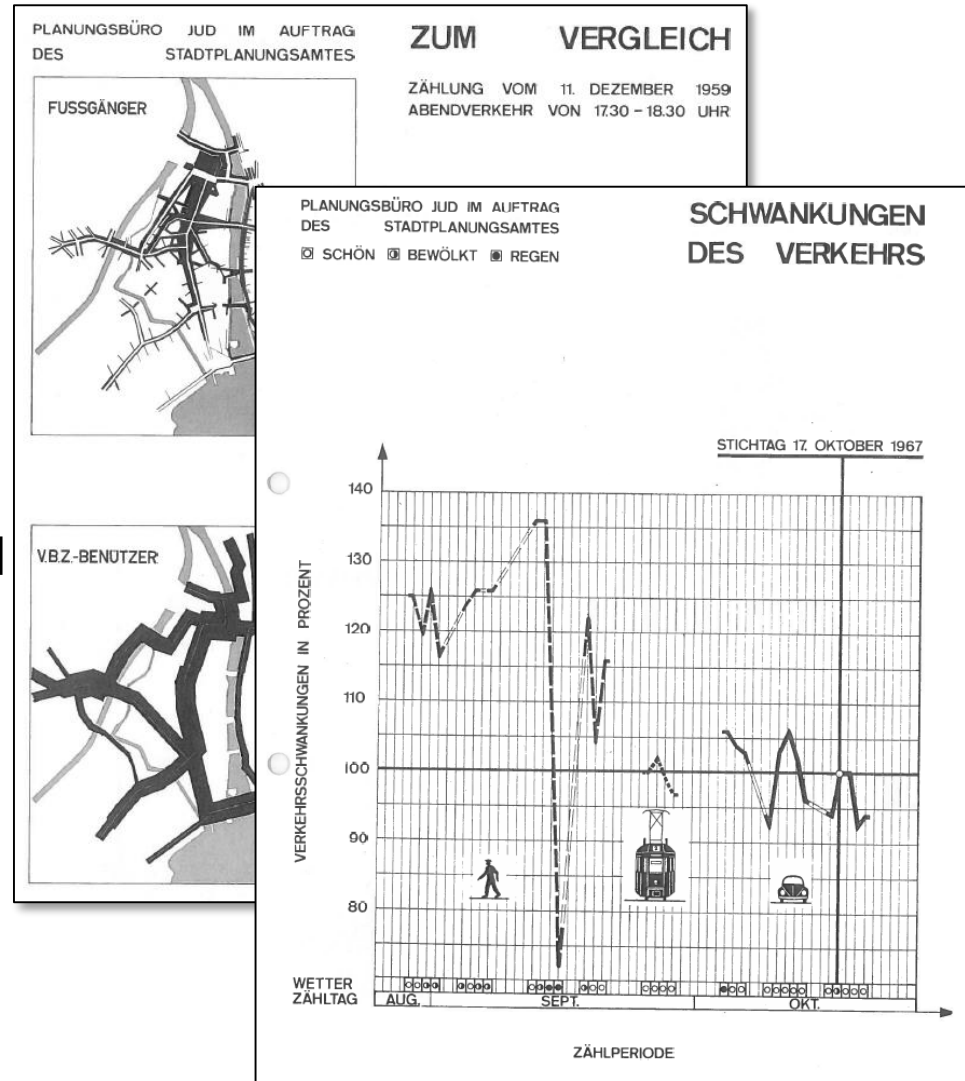 PLANUNGSBÜRO JUD IM AUFTRAG
DES STADTPLANUNGSAMTES
ZUM VERGLEICH
ZÄHLUNG VOM 11. DEZEMBER 1959
ABENDVERKEHR VON 17.30 – 18.30 UHR
FUSSGÄNGER
V.B.Z.-BENÜTZER
PLANUNGSBÜRO JUD IM AUFTRAG
DES STADTPLANUNGSAMTES
SCHÖN BEWÖLKT REGEN
SCHWANKUNGEN
DES VERKEHRS
STICHTAG 17. OKTOBER 1967
VERKEHRSSCHWANKUNGEN IN PROZENT
140
130
120
110
100
90
80
WETTER
ZÄHLTAG
AUG. SEPT. OKT.
ZÄHLPERIODE